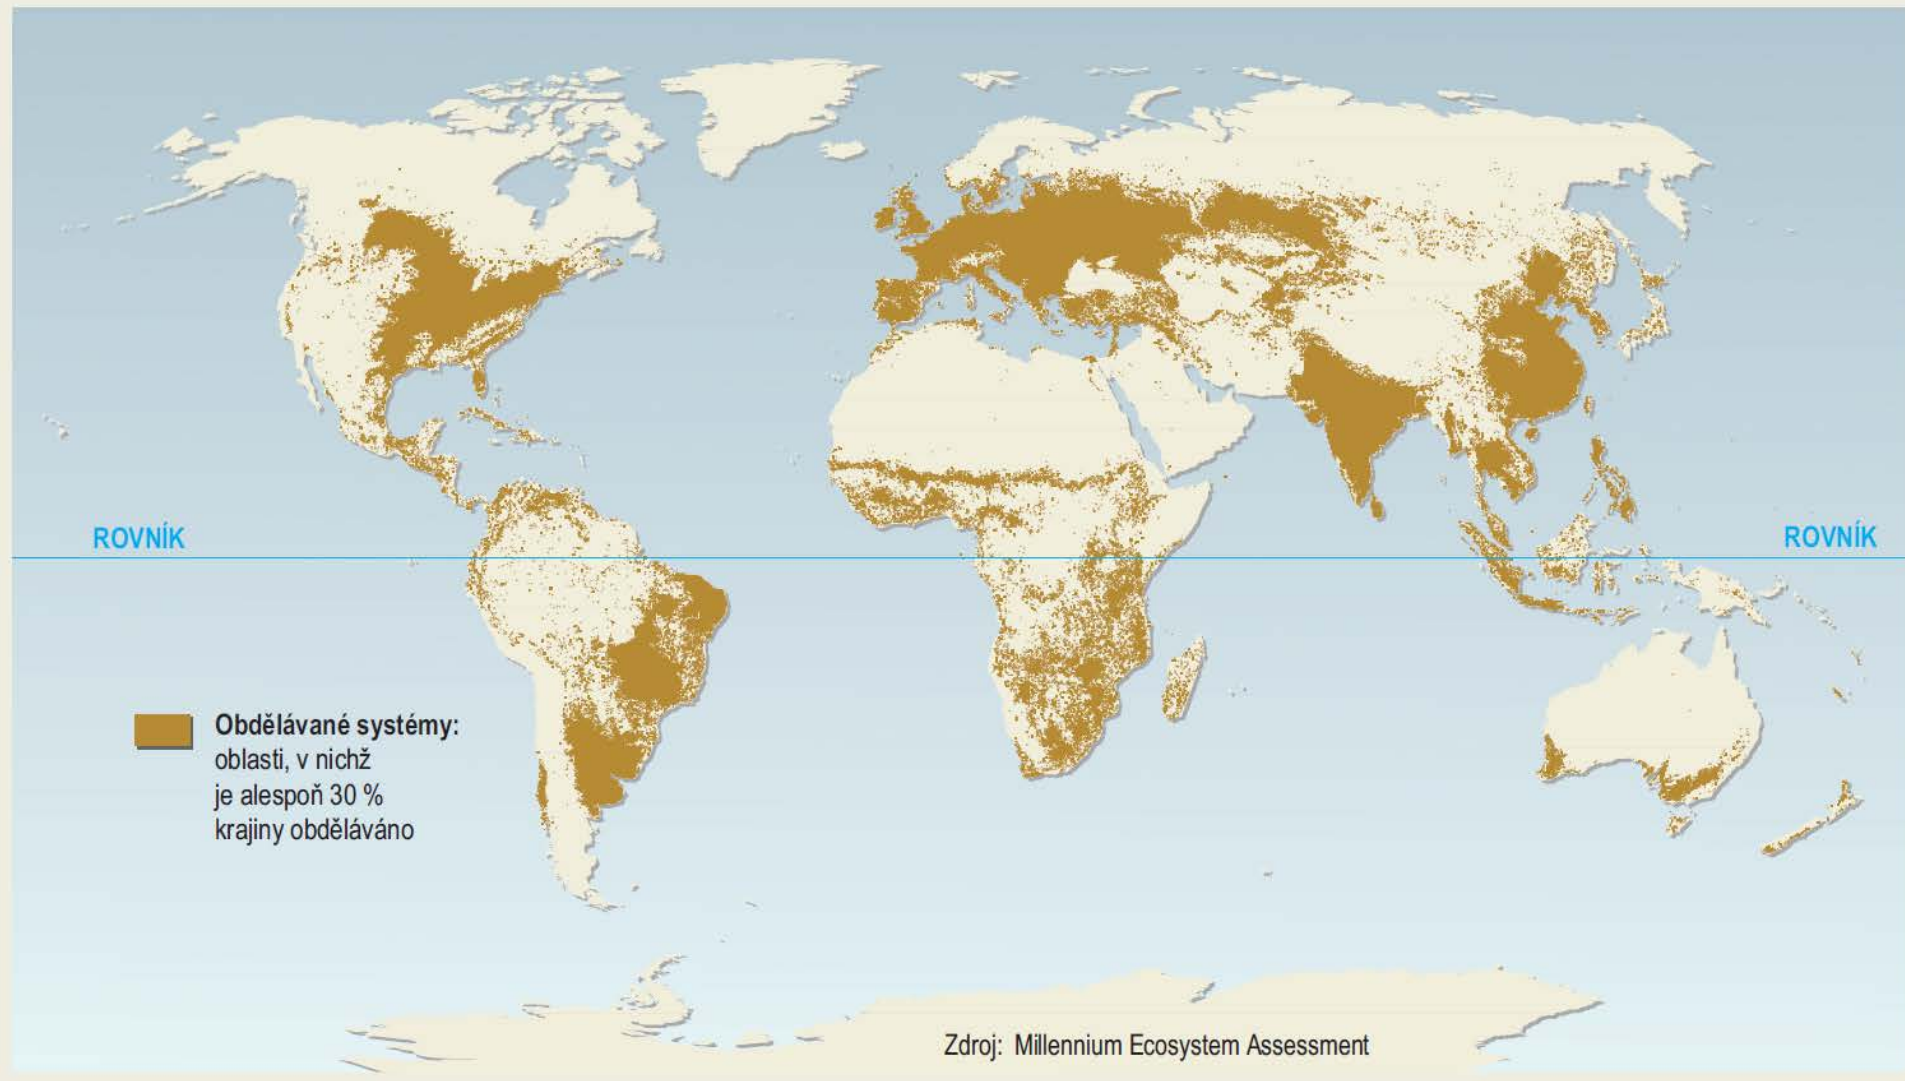 ROVNÍK
ROVNÍK
Obdělávané systémy:
oblasti, v nichž
je alespoň 30 %
krajiny obděláváno
Zdroj: Millennium Ecosystem Assessment